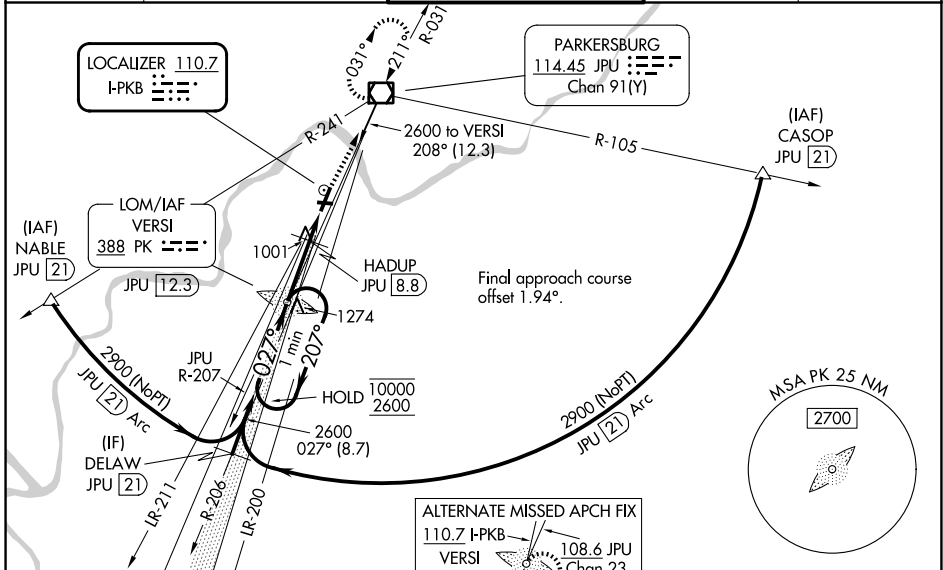 LOCALIZER 110.7
I-PKB
PARKERSBURG
114.45 JPU
Chan 91(Y)
031°
211°
R-031
R-241
2600 to VERSI
208° (12.3)
R-105
(IAF)
CASOP
JPU 21
LOM/IAF
VERSI
388 PK
JPU 12.3
(IAF)
NABLE
JPU 21
1001
HADUP
JPU 8.8
Final approach course
offset 1.94°.
1274
027°
1 min
207°
JPU
R-207
HOLD
10000
2600
2900 (NoPT)
JPU 21 Arc
2600
027° (8.7)
2900 (NoPT)
JPU 21 Arc
(IF)
DELAW
JPU 21
LR-211
R-206
LR-200
MSA PK 25 NM
2700
ALTERNATE MISSED APCH FIX
110.7 I-PKB
VERSI
108.6 JPU
Chan 23